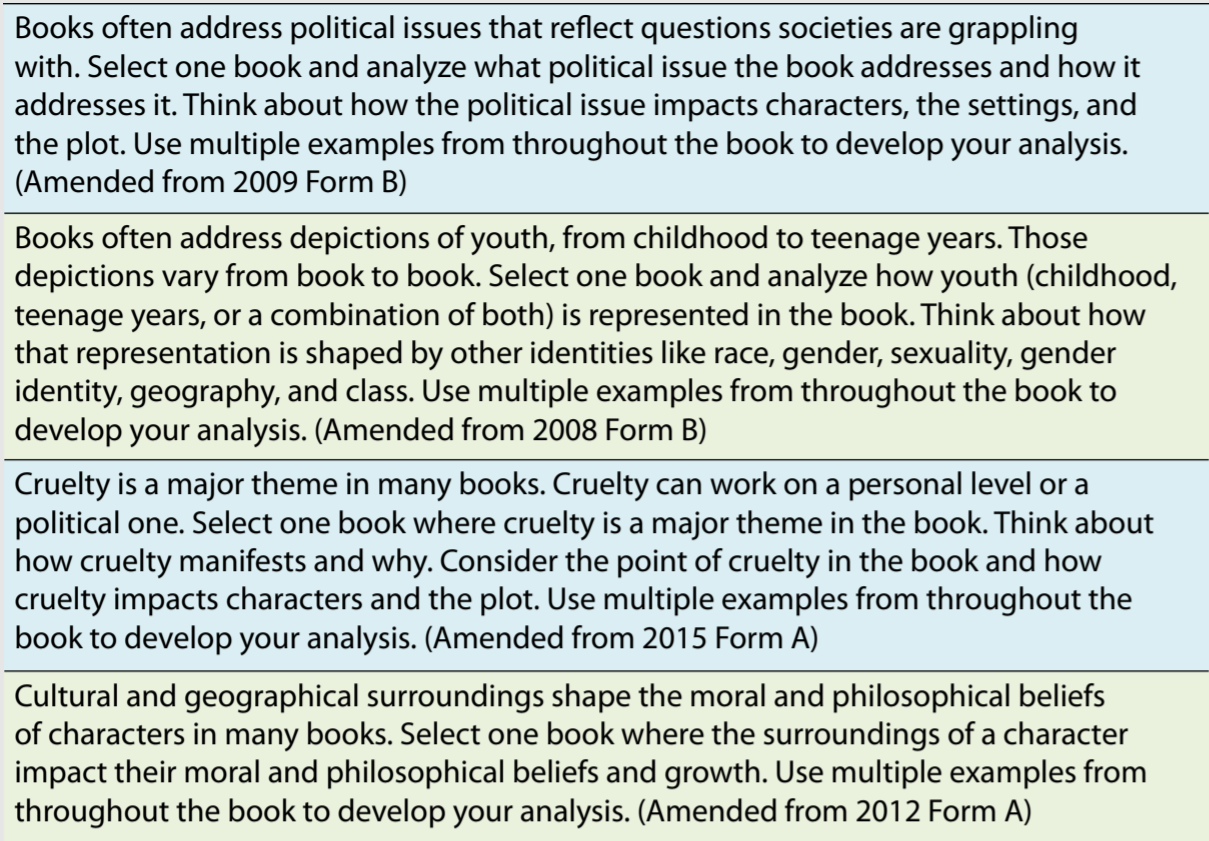 Books often address political issues that reflect questions societies are grappling
with. Select one book and analyze what political issue the book addresses and how it
addresses it. Think about how the political issue impacts characters, the settings, and
the plot. Use multiple examples from throughout the book to develop your analysis.
(Amended from 2009 Form B)
Books often address depictions of youth, from childhood to teenage years. Those
depictions vary from book to book. Select one book and analyze how youth (childhood,
teenage years, or a combination of both) is represented in the book. Think about how
that representation is shaped by other identities like race, gender, sexuality, gender
identity, geography, and class. Use multiple examples from throughout the book to
develop your analysis. (Amended from 2008 Form B)
Cruelty is a major theme in many books. Cruelty can work on a personal level or a
political one. Select one book where cruelty is a major theme in the book. Think about
how cruelty manifests and why. Consider the point of cruelty in the book and how
cruelty impacts characters and the plot. Use multiple examples from throughout the
book to develop your analysis. (Amended from 2015 Form A)
Cultural and geographical surroundings shape the moral and philosophical beliefs
of characters in many books. Select one book where the surroundings of a character
impact their moral and philosophical beliefs and growth. Use multiple examples from
throughout the book to develop your analysis. (Amended from 2012 Form A)